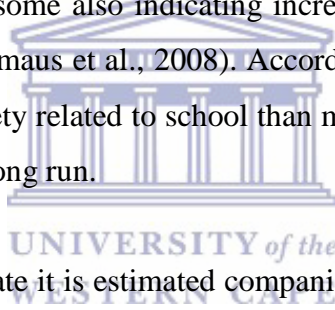 some also indicating incre
maus et al., 2008). Accord
ety related to school than n
ong run.
UNIVERSITY of the
ate it is estimated compani
WESTERN CAPE